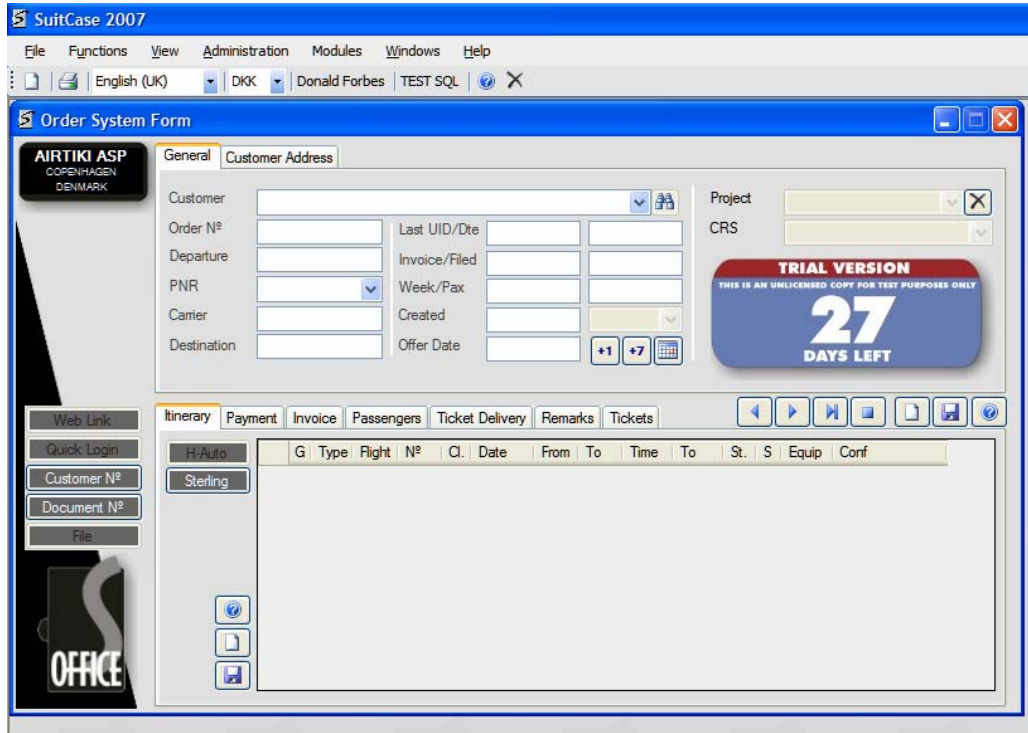 SuitCase 2007
File Functions View Administration Modules Windows Help
English (UK) DKK Donald Forbes TEST SQL
Order System Form
AIRTIKI ASP
COPENHAGEN
DENMARK
General Customer Address
Customer
Project
Order Nº Last UID/Dte
CRS
Departure Invoice/Filed
PNR Week/Pax
Carrier Created
Destination Offer Date +1 +7
TRIAL VERSION
THIS IS AN UNLICENSED COPY FOR TEST PURPOSES ONLY
27
DAYS LEFT
Web Link
Quick Login
Customer Nº
Document Nº
File
OFFICE
Itinerary Payment Invoice Passengers Ticket Delivery Remarks Tickets
H-Auto
Sterling
G Type Flight Nº Cl. Date From To Time To St. S Equip Conf